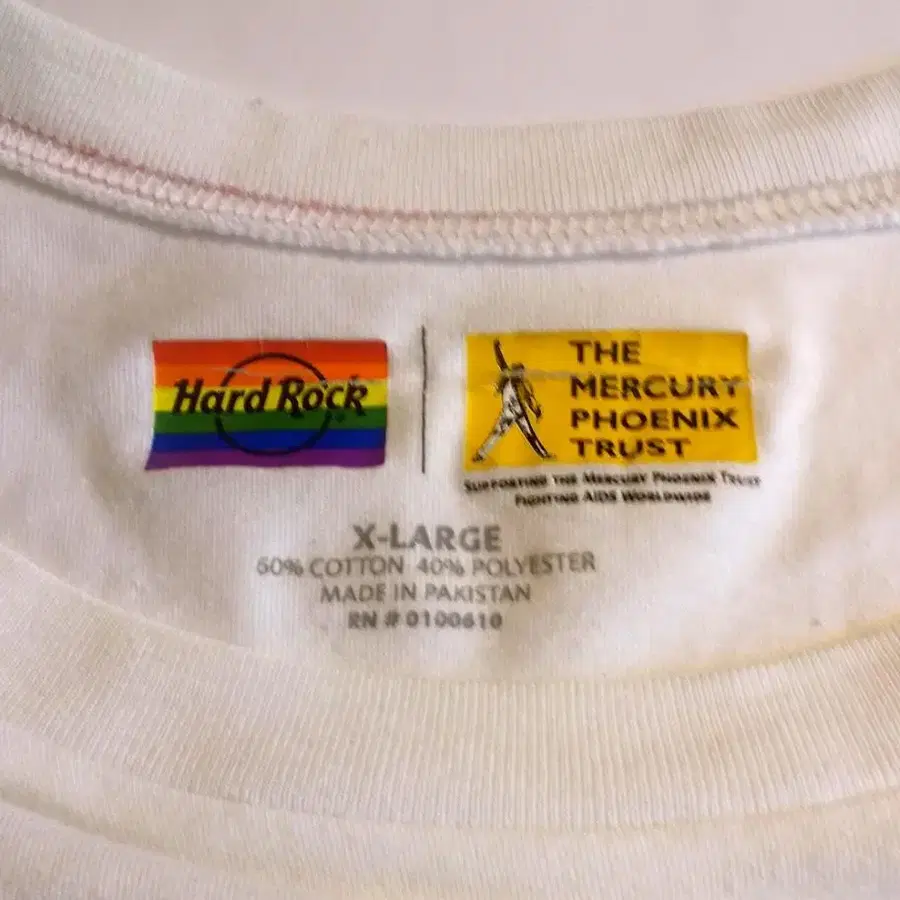 Hard Rock
THE
MERCURY
PHOENIX
TRUST
SUPPORTING THE MERCURY PHOENIX TRUST
FIGHTING AIDS WORLDWIDE
X-LARGE
60% COTTON 40% POLYESTER
MADE IN PAKISTAN
RN # 0100610